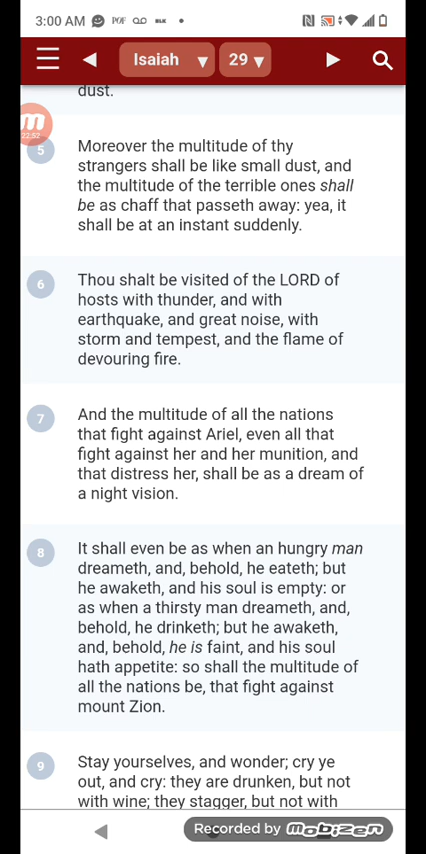 3:00 AM POF BLK
Isaiah 29
dust.
22:52
5 Moreover the multitude of thy
strangers shall be like small dust, and
the multitude of the terrible ones shall
be as chaff that passeth away: yea, it
shall be at an instant suddenly.
6 Thou shalt be visited of the LORD of
hosts with thunder, and with
earthquake, and great noise, with
storm and tempest, and the flame of
devouring fire.
7 And the multitude of all the nations
that fight against Ariel, even all that
fight against her and her munition, and
that distress her, shall be as a dream of
a night vision.
8 It shall even be as when an hungry man
dreameth, and, behold, he eateth; but
he awaketh, and his soul is empty: or
as when a thirsty man dreameth, and,
behold, he drinketh; but he awaketh,
and, behold, he is faint, and his soul
hath appetite: so shall the multitude of
all the nations be, that fight against
mount Zion.
9 Stay yourselves, and wonder; cry ye
out, and cry: they are drunken, but not
with wine; they stagger, but not with
Recorded by mobizen